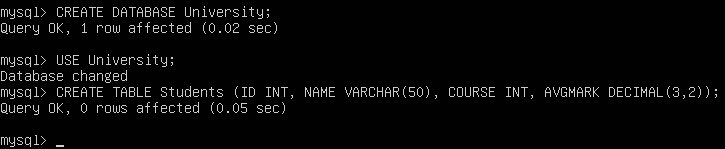 mysql> CREATE DATABASE University;
Query OK, 1 row affected (0.02 sec)
mysql> USE University;
Database changed
mysql> CREATE TABLE Students (ID INT, NAME VARCHAR(50), COURSE INT, AVGMARK DECIMAL(3,2));
Query OK, 0 rows affected (0.05 sec)
mysql> _